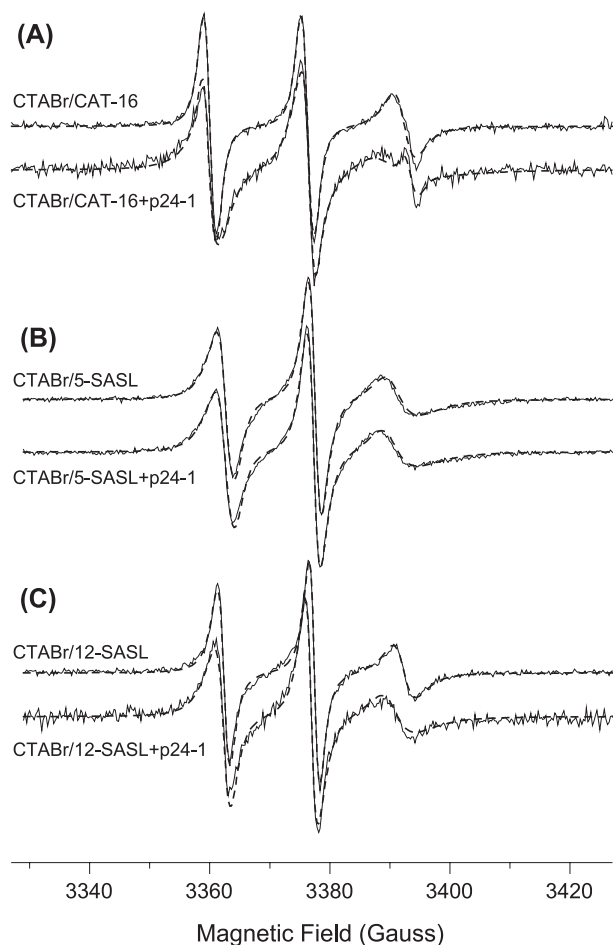 (A)
CTABr/CAT-16
CTABr/CAT-16+p24-1
(B)
CTABr/5-SASL
CTABr/5-SASL+p24-1
(C)
CTABr/12-SASL
CTABr/12-SASL+p24-1
3340 3360 3380 3400 3420
Magnetic Field (Gauss)